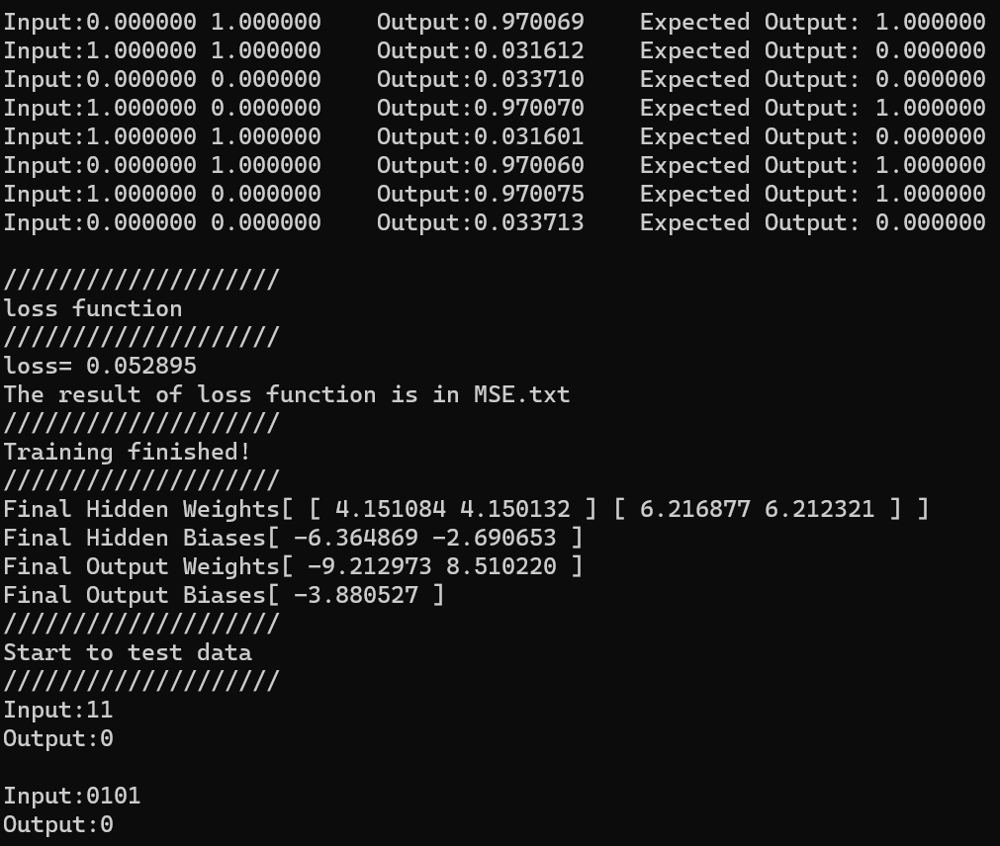 Input:0.000000 1.000000    Output:0.970069    Expected Output: 1.000000
Input:1.000000 1.000000    Output:0.031612    Expected Output: 0.000000
Input:0.000000 0.000000    Output:0.033710    Expected Output: 0.000000
Input:1.000000 0.000000    Output:0.970070    Expected Output: 1.000000
Input:1.000000 1.000000    Output:0.031601    Expected Output: 0.000000
Input:0.000000 1.000000    Output:0.970060    Expected Output: 1.000000
Input:1.000000 0.000000    Output:0.970075    Expected Output: 1.000000
Input:0.000000 0.000000    Output:0.033713    Expected Output: 0.000000

////////////////////
loss function
////////////////////
loss= 0.052895
The result of loss function is in MSE.txt
////////////////////
Training finished!
////////////////////
Final Hidden Weights[ [ 4.151084 4.150132 ] [ 6.216877 6.212321 ] ]
Final Hidden Biases[ -6.364869 -2.690653 ]
Final Output Weights[ -9.212973 8.510220 ]
Final Output Biases[ -3.880527 ]
////////////////////
Start to test data
////////////////////
Input:11
Output:0

Input:0101
Output:0